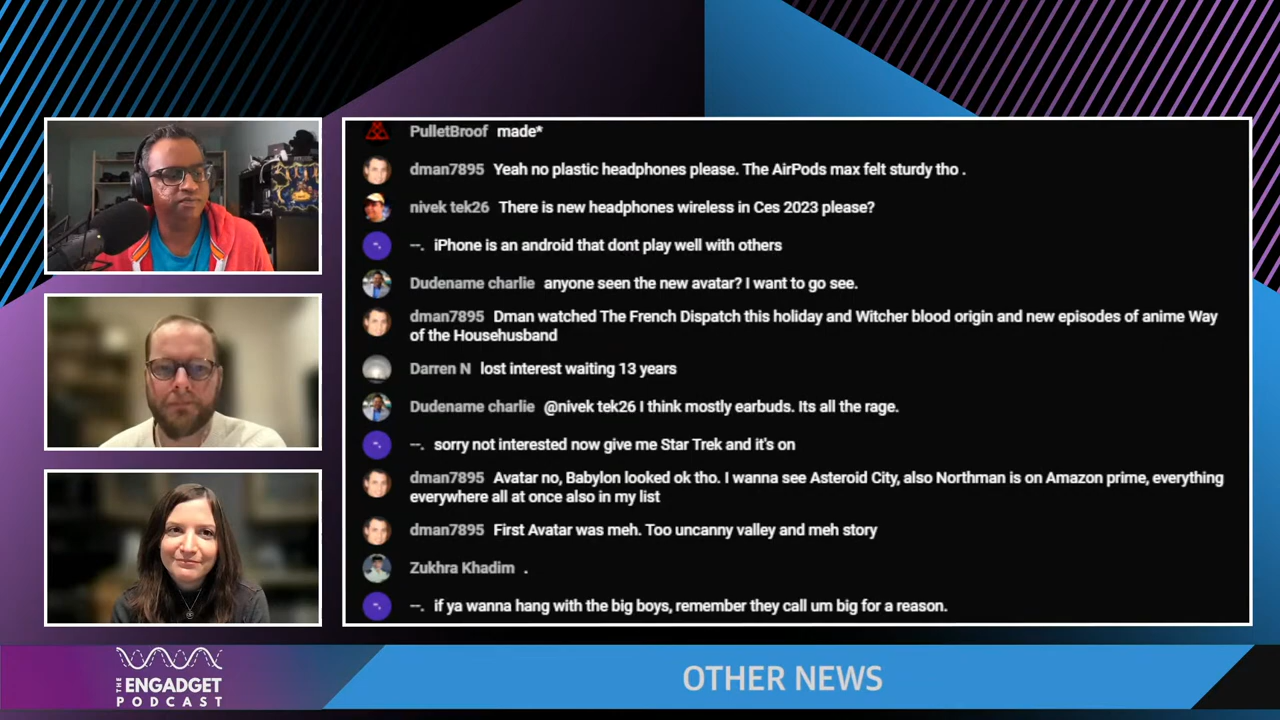 PulletBroof made*
dman7895 Yeah no plastic headphones please. The AirPods max felt sturdy tho .
nivek tek26 There is new headphones wireless in Ces 2023 please?
--. --. iPhone is an android that dont play well with others
Dudename charlie anyone seen the new avatar? I want to go see.
dman7895 Dman watched The French Dispatch this holiday and Witcher blood origin and new episodes of anime Way
of the Househusband
Darren N lost interest waiting 13 years
Dudename charlie @nivek tek26 I think mostly earbuds. Its all the rage.
--. --. sorry not interested now give me Star Trek and it's on
dman7895 Avatar no, Babylon looked ok tho. I wanna see Asteroid City, also Northman is on Amazon prime, everything
everywhere all at once also in my list
dman7895 First Avatar was meh. Too uncanny valley and meh story
Zukhra Khadim .
--. --. if ya wanna hang with the big boys, remember they call um big for a reason.
THE ENGADGET
PODCAST
OTHER NEWS